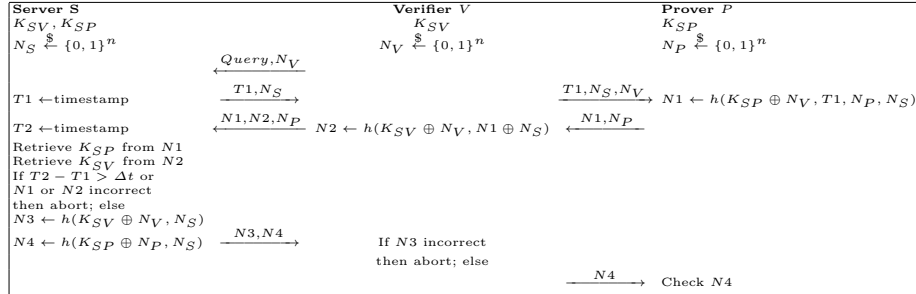 Server S Verifier V Prover P
K_SV, K_SP K_SV K_SP
N_S ←$ {0, 1}^n N_V ←$ {0, 1}^n N_P ←$ {0, 1}^n
Query,N_V
T1 ←timestamp T1,N_S T1,N_S,N_V N1 ← h(K_SP ⊕ N_V, T1, N_P, N_S)
T2 ←timestamp N1,N2,N_P N2 ← h(K_SV ⊕ N_V, N1 ⊕ N_S) N1,N_P
Retrieve K_SP from N1
Retrieve K_SV from N2
If T2 − T1 > Δt or
N1 or N2 incorrect
then abort; else
N3 ← h(K_SV ⊕ N_V, N_S)
N4 ← h(K_SP ⊕ N_P, N_S) N3,N4 If N3 incorrect
then abort; else
N4 Check N4